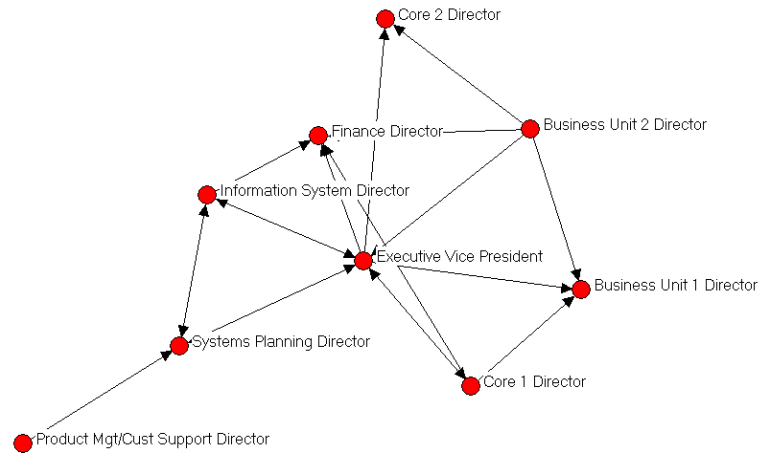 Core 2 Director
Business Unit 2 Director
Finance Director
Information System Director
Executive Vice President
Business Unit 1 Director
Systems Planning Director
Core 1 Director
Product Mgt/Cust Support Director